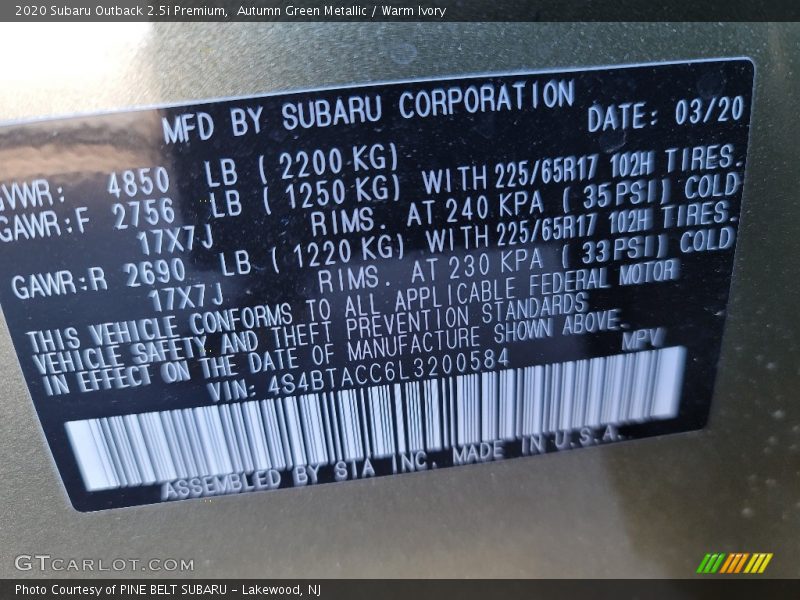 2020 Subaru Outback 2.5i Premium,  Autumn Green Metallic / Warm Ivory
MFD BY SUBARU CORPORATION DATE: 03/20
GVWR: 4850 LB ( 2200 KG)
GAWR:F 2756 LB ( 1250 KG) WITH 225/65R17 102H TIRES.
17X7J RIMS. AT 240 KPA ( 35PSI) COLD
GAWR:R 2690 LB ( 1220 KG) WITH 225/65R17 102H TIRES.
17X7J RIMS. AT 230 KPA ( 33PSI) COLD
THIS VEHICLE CONFORMS TO ALL APPLICABLE FEDERAL MOTOR
VEHICLE SAFETY AND THEFT PREVENTION STANDARDS
IN EFFECT ON THE DATE OF MANUFACTURE SHOWN ABOVE.
VIN: 4S4BTACC6L3200584 MPV
ASSEMBLED BY SIA INC. MADE IN U.S.A.
GTCARLOT.COM
Photo Courtesy of PINE BELT SUBARU - Lakewood, NJ